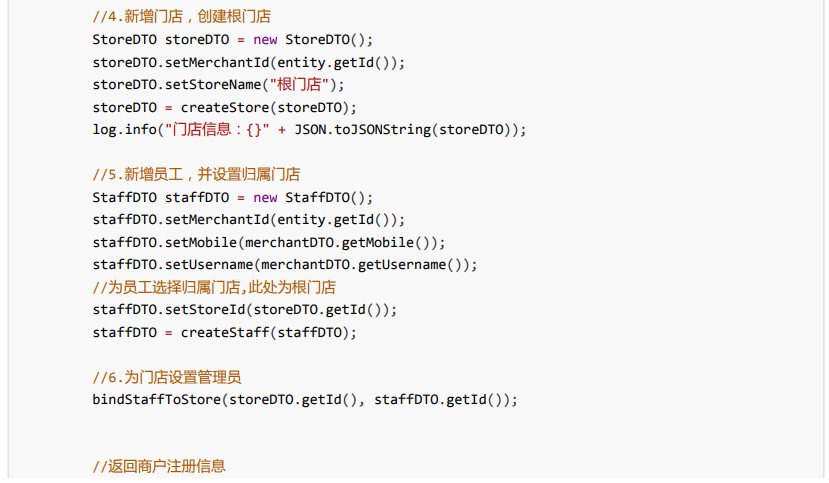 //4.新增门店，创建根门店
StoreDTO storeDTO = new StoreDTO();
storeDTO.setMerchantId(entity.getId());
storeDTO.setStoreName("根门店");
storeDTO = createStore(storeDTO);
log.info("门店信息：{}" + JSON.toJSONString(storeDTO));
//5.新增员工，并设置归属门店
StaffDTO staffDTO = new StaffDTO();
staffDTO.setMerchantId(entity.getId());
staffDTO.setMobile(merchantDTO.getMobile());
staffDTO.setUsername(merchantDTO.getUsername());
//为员工选择归属门店,此处为根门店
staffDTO.setStoreId(storeDTO.getId());
staffDTO = createStaff(staffDTO);
//6.为门店设置管理员
bindStaffToStore(storeDTO.getId(), staffDTO.getId());
//返回商户注册信息